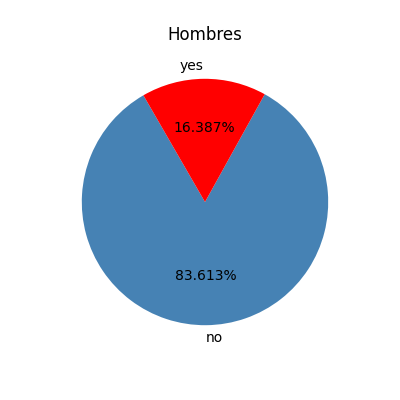 Hombres
yes
16.387%
83.613%
no